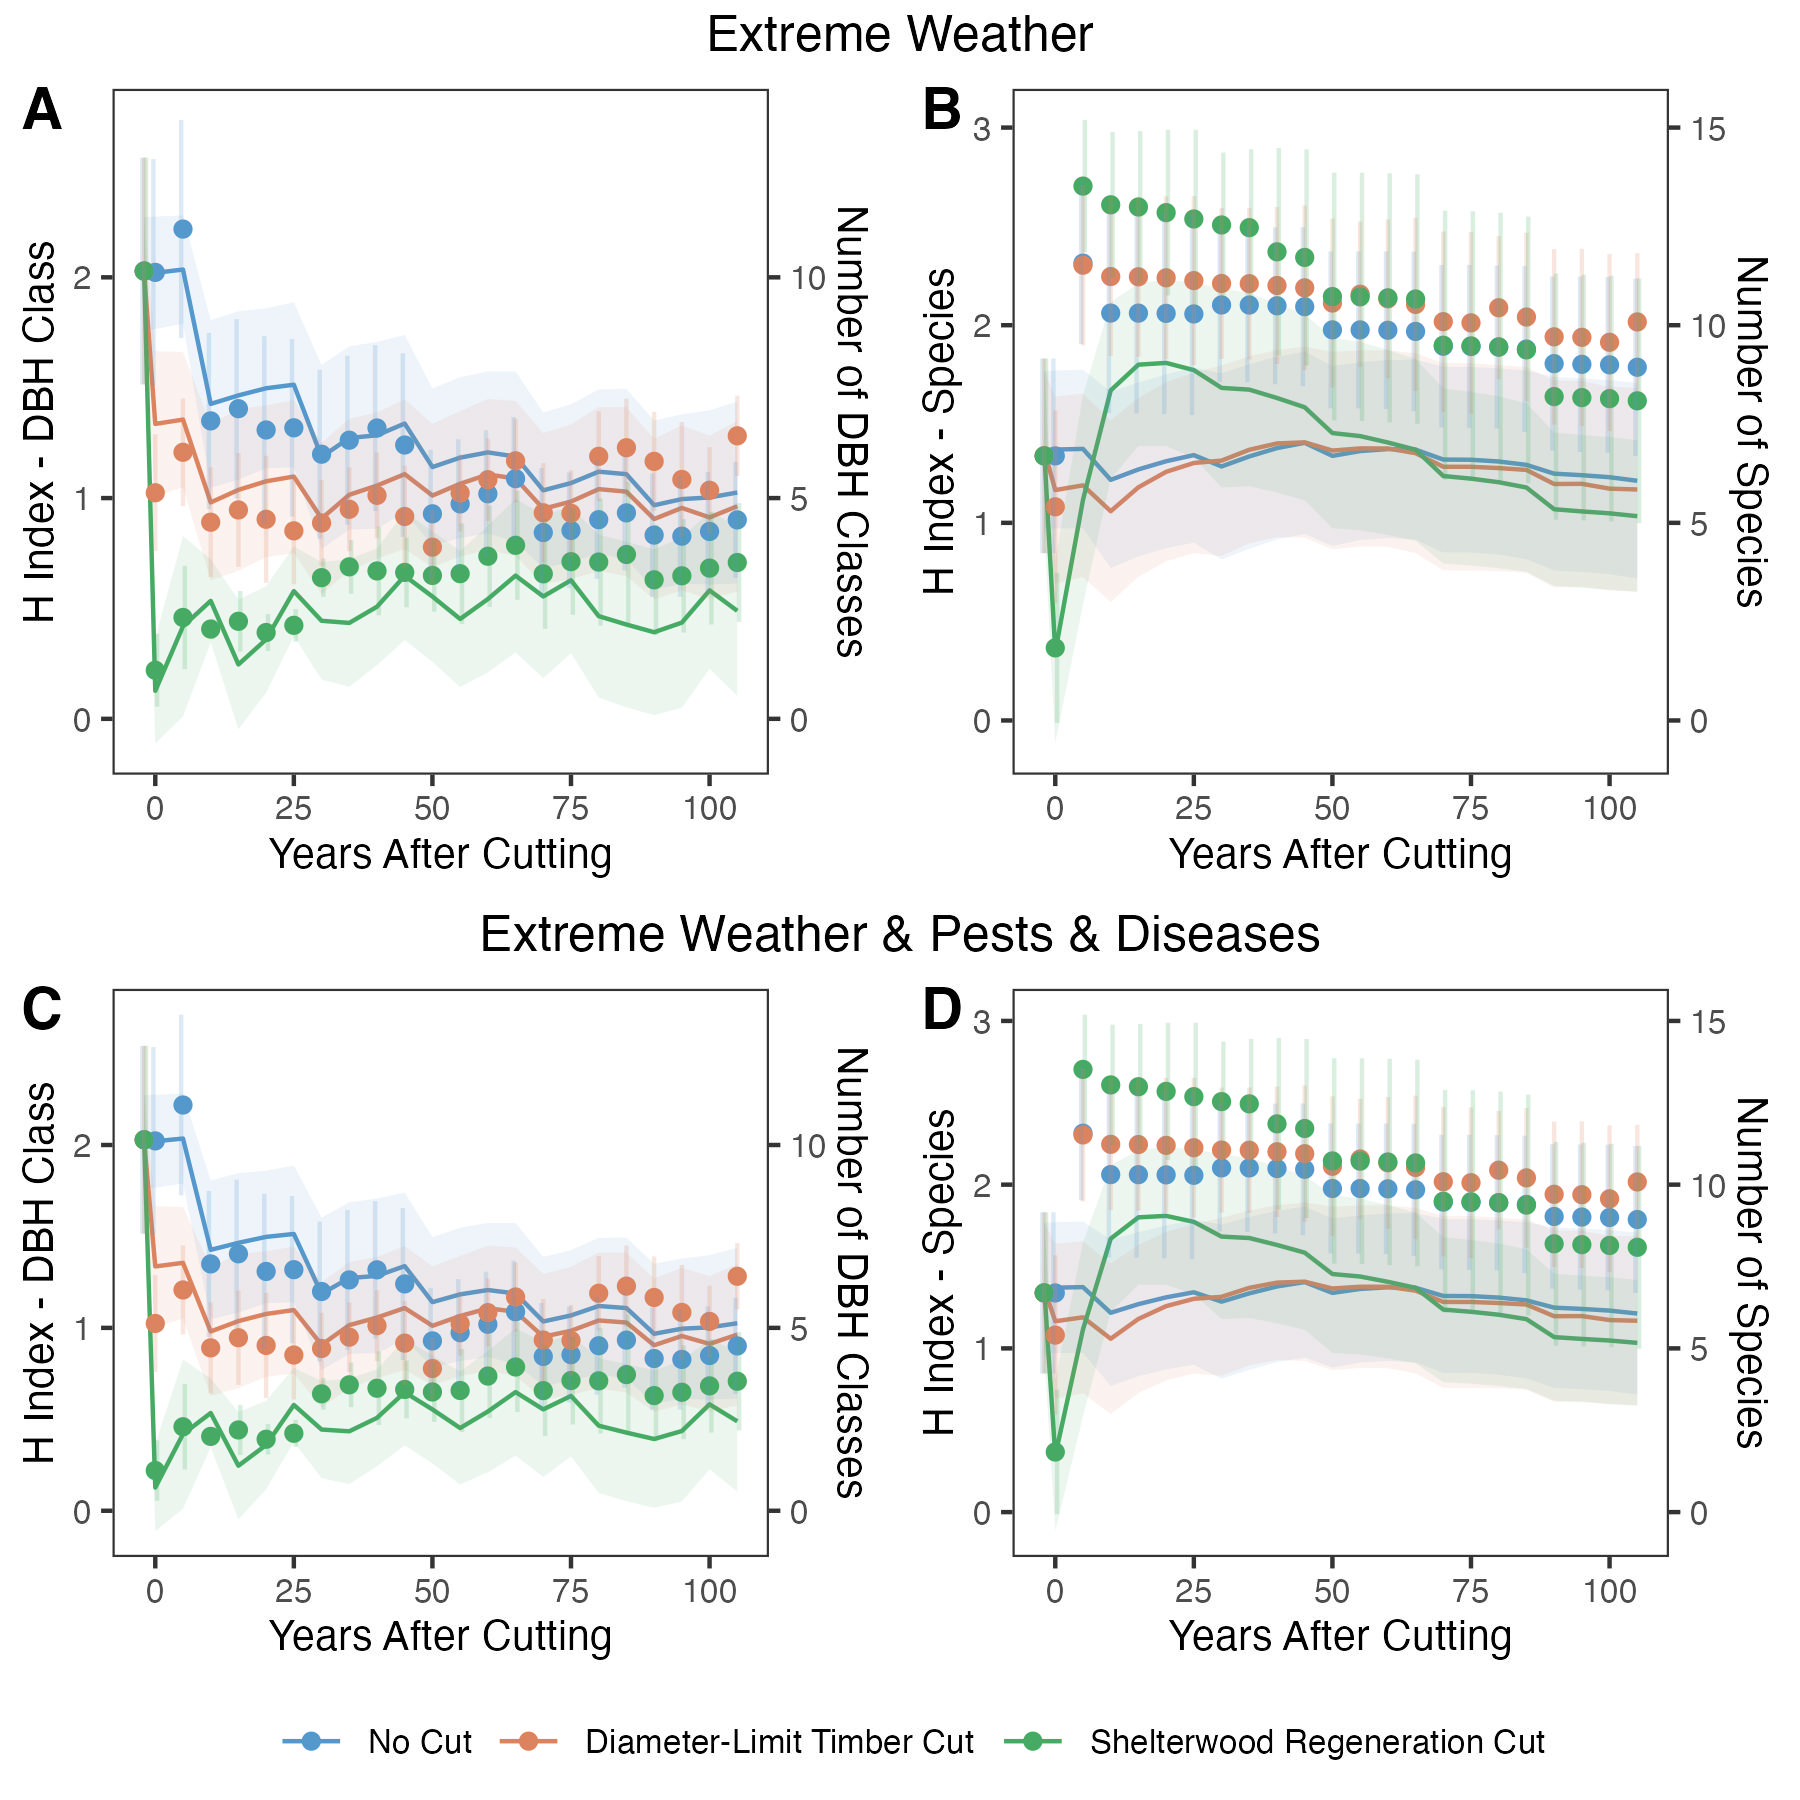 Extreme Weather
A
B
H Index - DBH Class
2
1
0
10
5
0
Number of DBH Classes
0 25 50 75 100
Years After Cutting
H Index - Species
3
2
1
0
15
10
5
0
Number of Species
0 25 50 75 100
Years After Cutting
Extreme Weather & Pests & Diseases
C
D
H Index - DBH Class
2
1
0
10
5
0
Number of DBH Classes
0 25 50 75 100
Years After Cutting
H Index - Species
3
2
1
0
15
10
5
0
Number of Species
0 25 50 75 100
Years After Cutting
No Cut Diameter-Limit Timber Cut Shelterwood Regeneration Cut